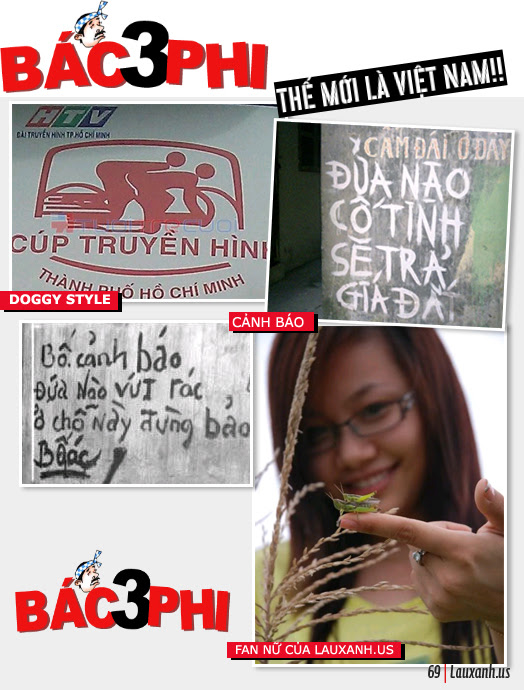 BÁC3PHI
THẾ MỚI LÀ VIỆT NAM!!
HTV
ĐÀI TRUYỀN HÌNH TP.HỒ CHÍ MINH
CÚP TRUYỀN HÌNH
THÀNH PHỐ HỒ CHÍ MINH
DOGGY STYLE
CẤM ĐÁI Ở ĐÂY
ĐỨA NÀO
CỐ TÌNH
SẼ TRẢ
GIÁ ĐẮT
CẢNH BÁO
Bố cảnh báo
Đứa nào vứt rác
ở chỗ này đừng bảo
BÁC3PHI
FAN NỮ CỦA LAUXANH.US
69 | Lauxanh.us